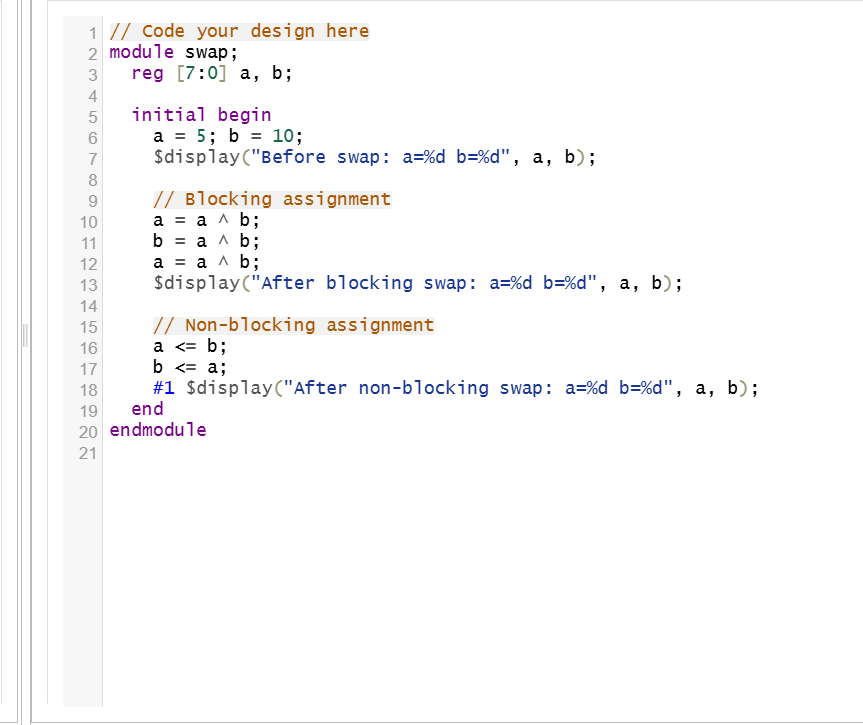 1 // Code your design here
2 module swap;
3   reg [7:0] a, b;
4
5   initial begin
6     a = 5; b = 10;
7     $display("Before swap: a=%d b=%d", a, b);
8
9     // Blocking assignment
10     a = a ^ b;
11     b = a ^ b;
12     a = a ^ b;
13     $display("After blocking swap: a=%d b=%d", a, b);
14
15     // Non-blocking assignment
16     a <= b;
17     b <= a;
18     #1 $display("After non-blocking swap: a=%d b=%d", a, b);
19   end
20 endmodule
21